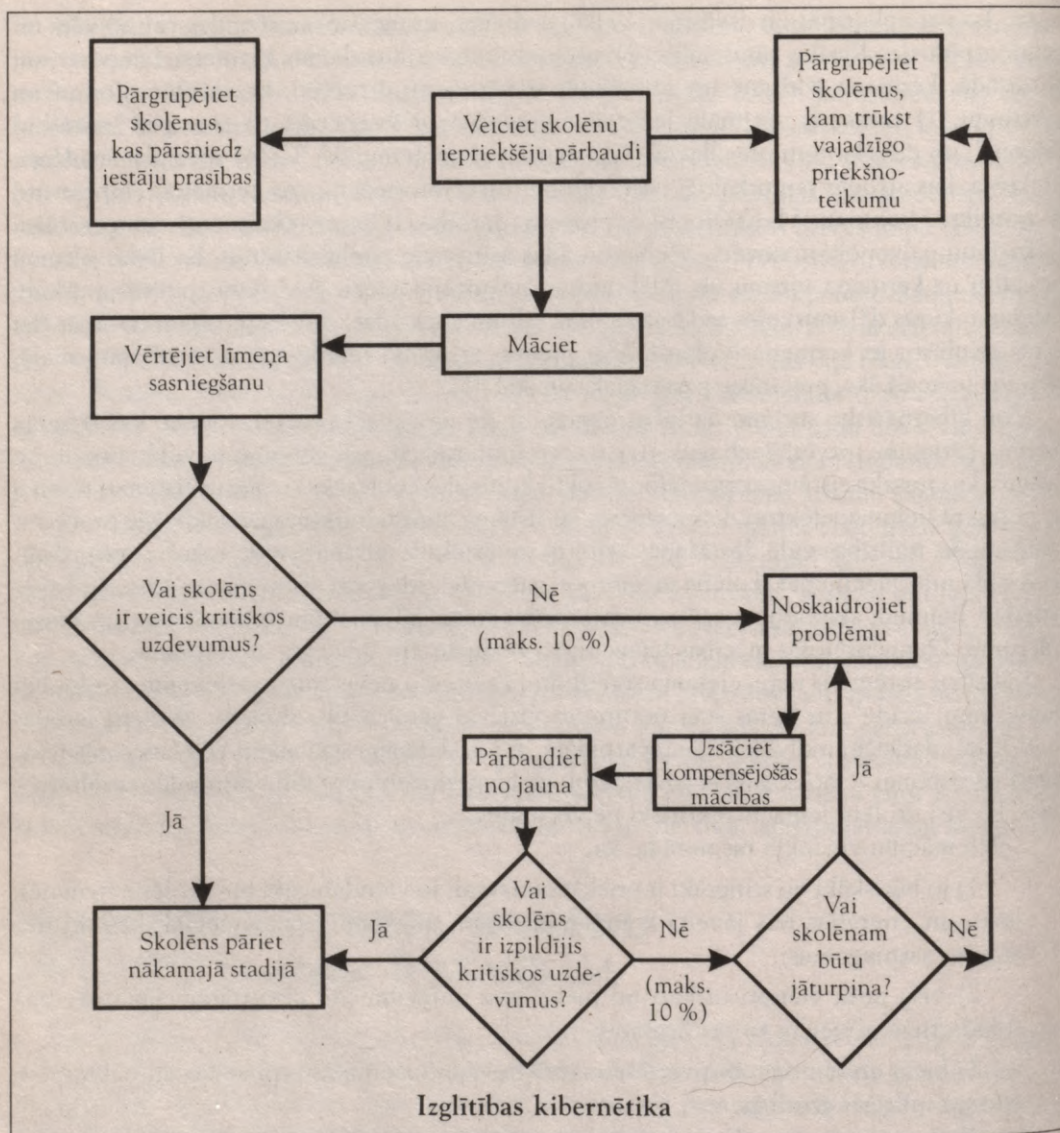 Pārgrupējiet
skolēnus,
kas pārsniedz
iestāju prasības
Veiciet skolēnu
iepriekšēju pārbaudi
Pārgrupējiet
skolēnus,
kam trūkst
vajadzīgo
priekšno-
teikumu
Vērtējiet līmeņa
sasniegšanu
Māciet
Vai skolēns
ir veicis kritiskos
uzdevumus?
Nē
(maks. 10 %)
Noskaidrojiet
problēmu
Pārbaudiet
no jauna
Uzsāciet
kompensējošās
mācības
Jā
Jā
Skolēns pāriet
nākamajā stadijā
Jā
Vai
skolēns
ir izpildījis
kritiskos uzde-
vumus?
Nē
(maks.
10 %)
Vai
skolēnam
būtu
jāturpina?
Nē
Izglītības kibernētika